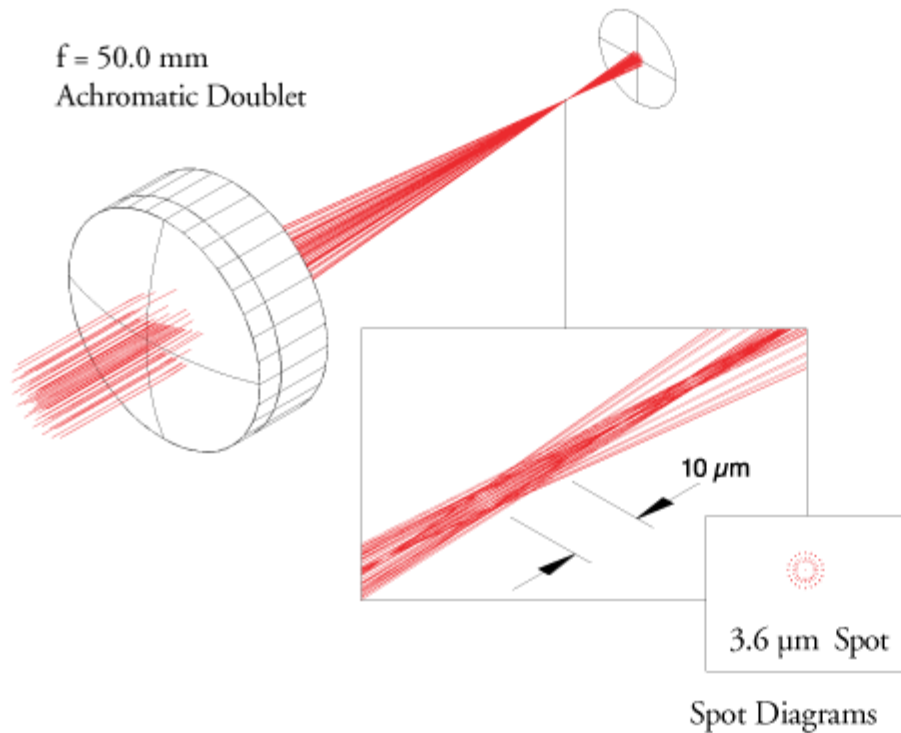 f = 50.0 mm
Achromatic Doublet
10 µm
3.6 µm Spot
Spot Diagrams